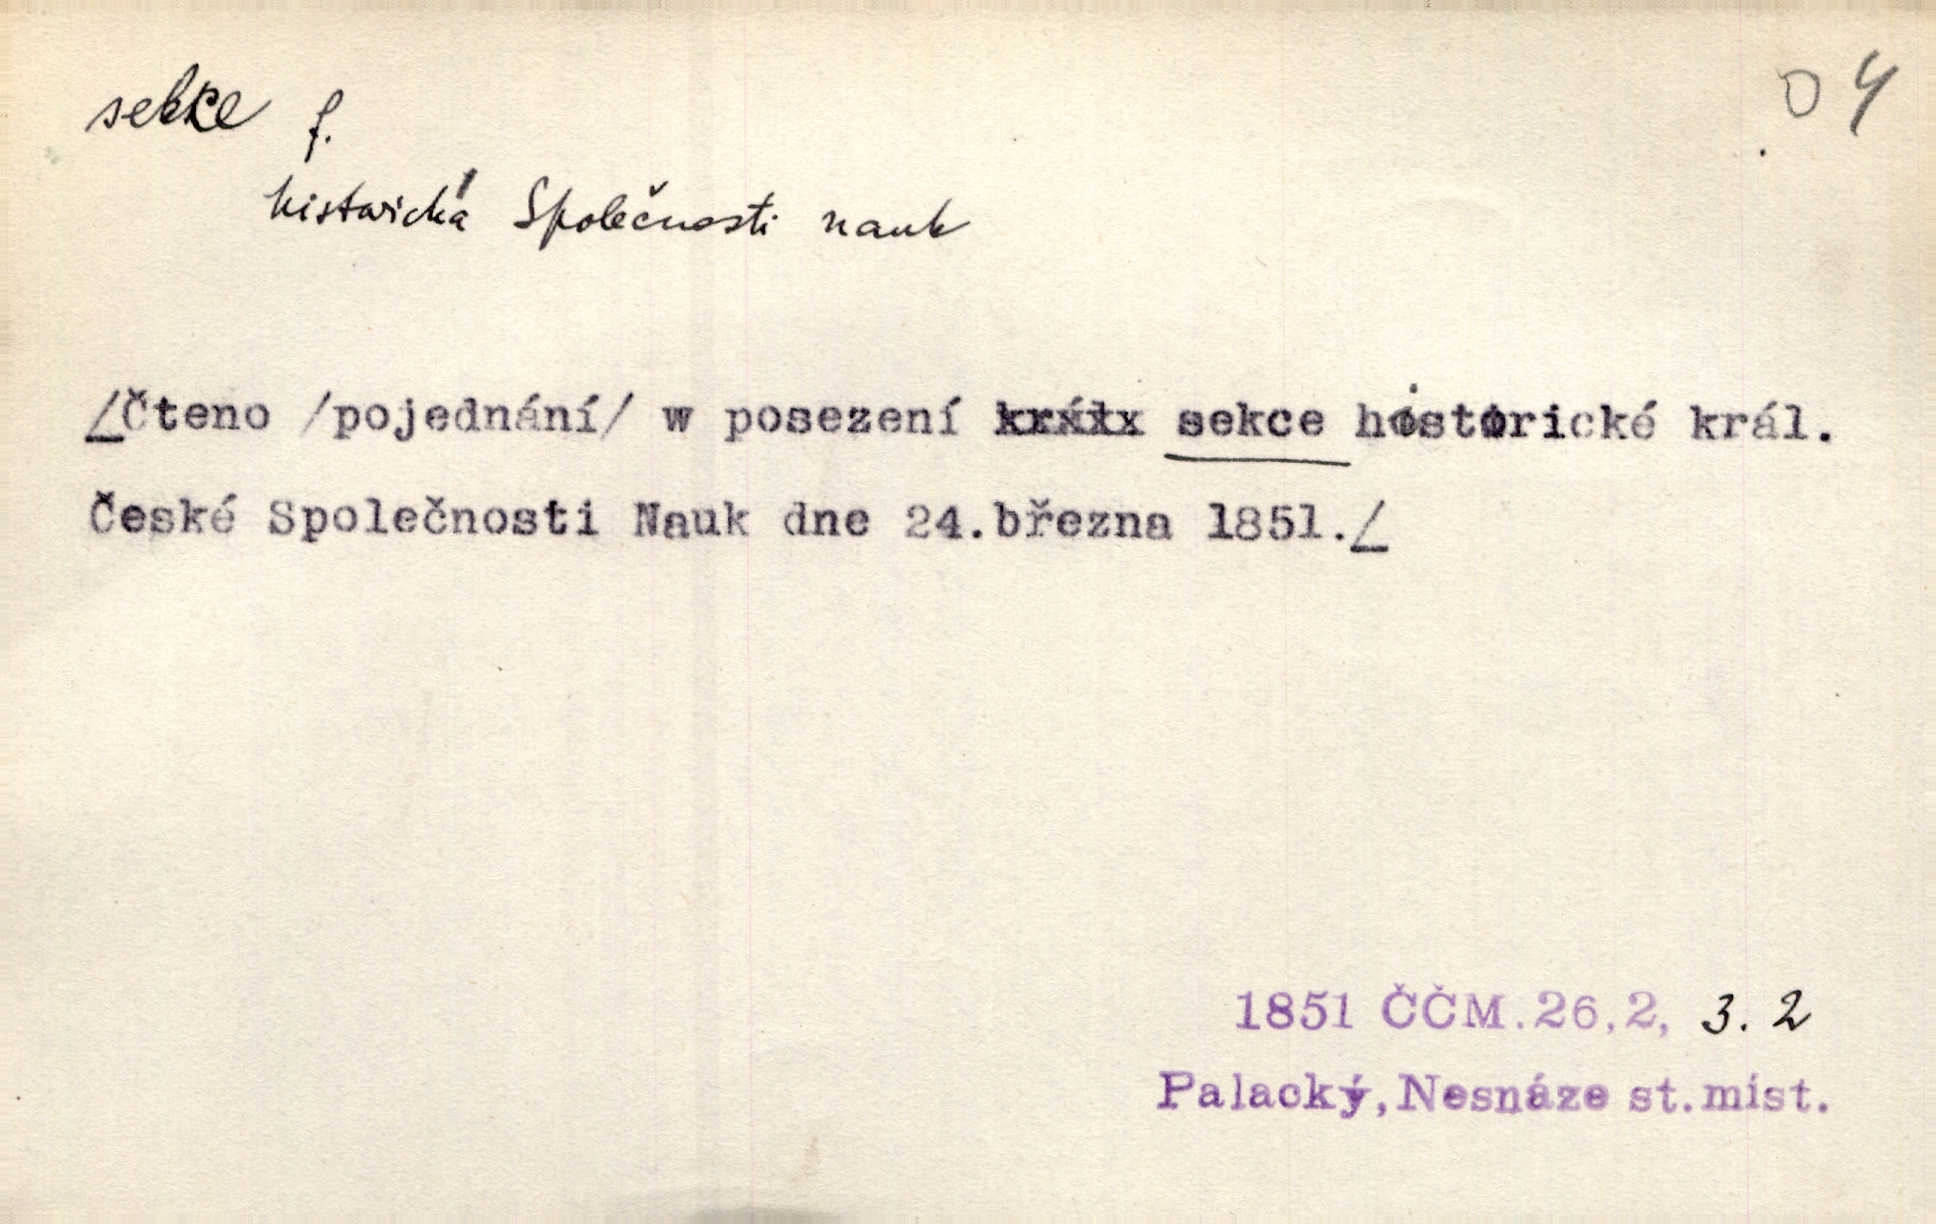 04
sekce f.
historická Společnosti nauk
/Čteno /pojednání/ w posezení sekce historické král.
České Společnosti Nauk dne 24.března 1851./
1851 ČČM.26,2, 3.2
Palacký,Nesnáze st.míst.